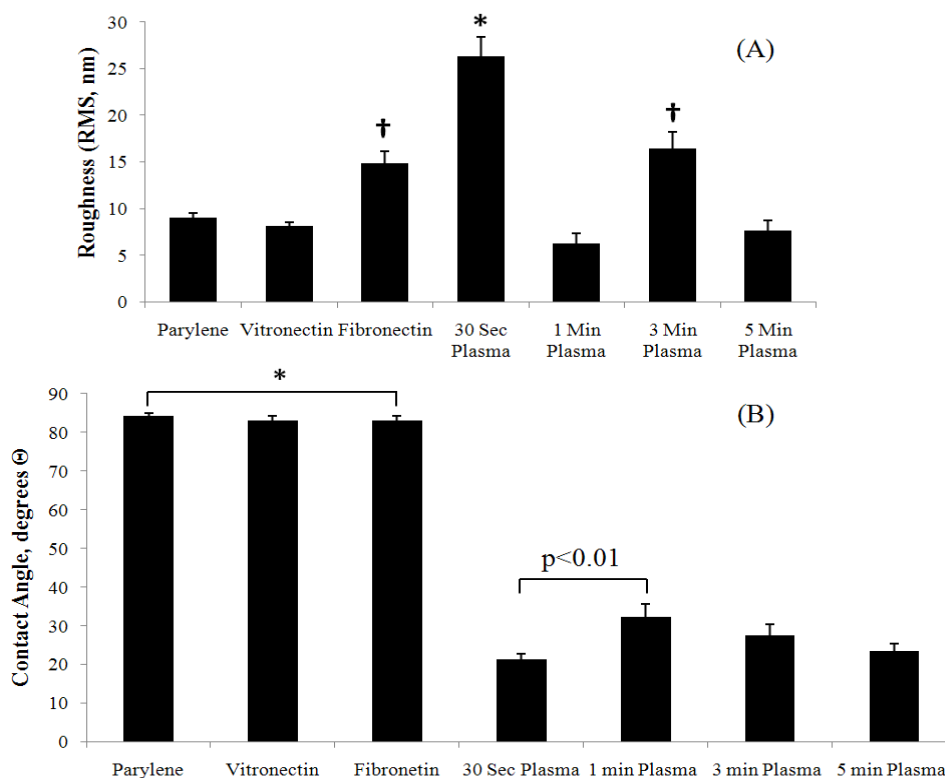 (A)
Roughness (RMS, nm)
30
25
20
15
10
5
0
*
†
†
Parylene Vitronectin Fibronectin 30 Sec 1 Min 3 Min 5 Min
Plasma Plasma Plasma Plasma
(B)
Contact Angle, degrees Θ
90
80
70
60
50
40
30
20
10
0
*
p<0.01
Parylene Vitronectin Fibronetin 30 Sec Plasma 1 min Plasma 3 min Plasma 5 min Plasma